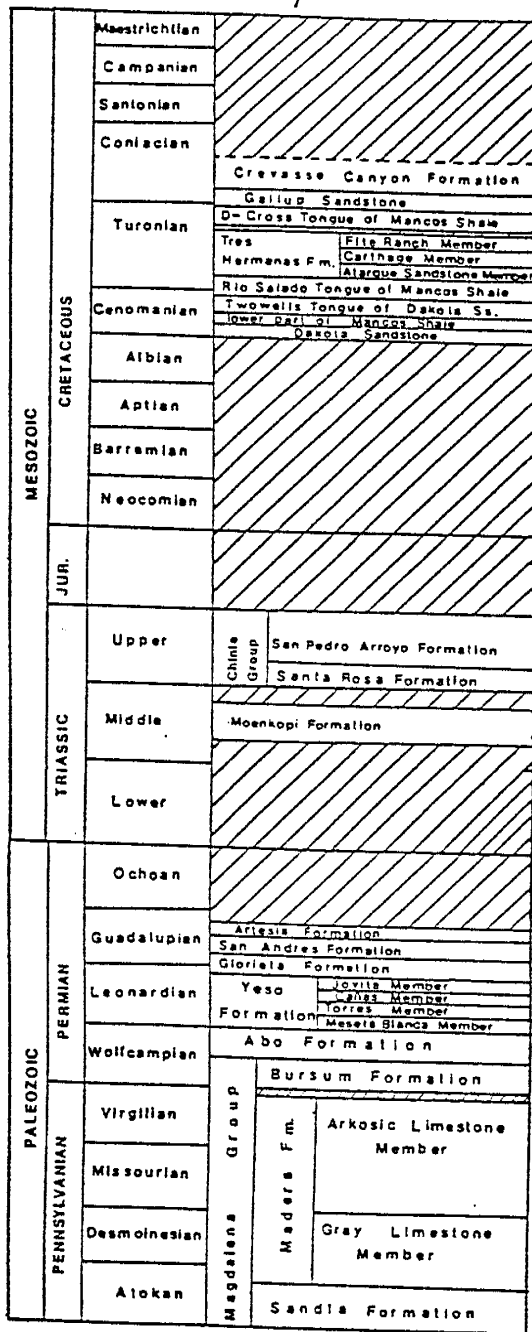 7
MESOZOIC
CRETACEOUS
Maestrichtian
Campanian
Santonian
Coniacian
Crevasse Canyon Formation
Gallup Sandstone
Turonian
D-Cross Tongue of Mancos Shale
Tres
Hermanas Fm.
Fite Ranch Member
Carthage Member
Atarque Sandstone Member
Rio Salado Tongue of Mancos Shale
Cenomanian
Twowells Tongue of Dakota Ss.
lower part of Mancos Shale
Dakota Sandstone
Albian
Aptian
Barremian
Neocomian
JUR.
TRIASSIC
Upper
Chinle
Group
San Pedro Arroyo Formation
Santa Rosa Formation
Middle
Moenkopi Formation
Lower
PALEOZOIC
PERMIAN
Ochoan
Guadalupian
Artesia Formation
San Andres Formation
Glorieta Formation
Leonardian
Yeso
Formation
Joyita Member
Cañas Member
Torres Member
Meseta Blanca Member
Wolfcampian
Abo Formation
Magdalena Group
Bursum Formation
PENNSYLVANIAN
Virgilian
Missourian
Desmoinesian
Atokan
Madera Fm.
Arkosic Limestone
Member
Gray Limestone
Member
Sandia Formation